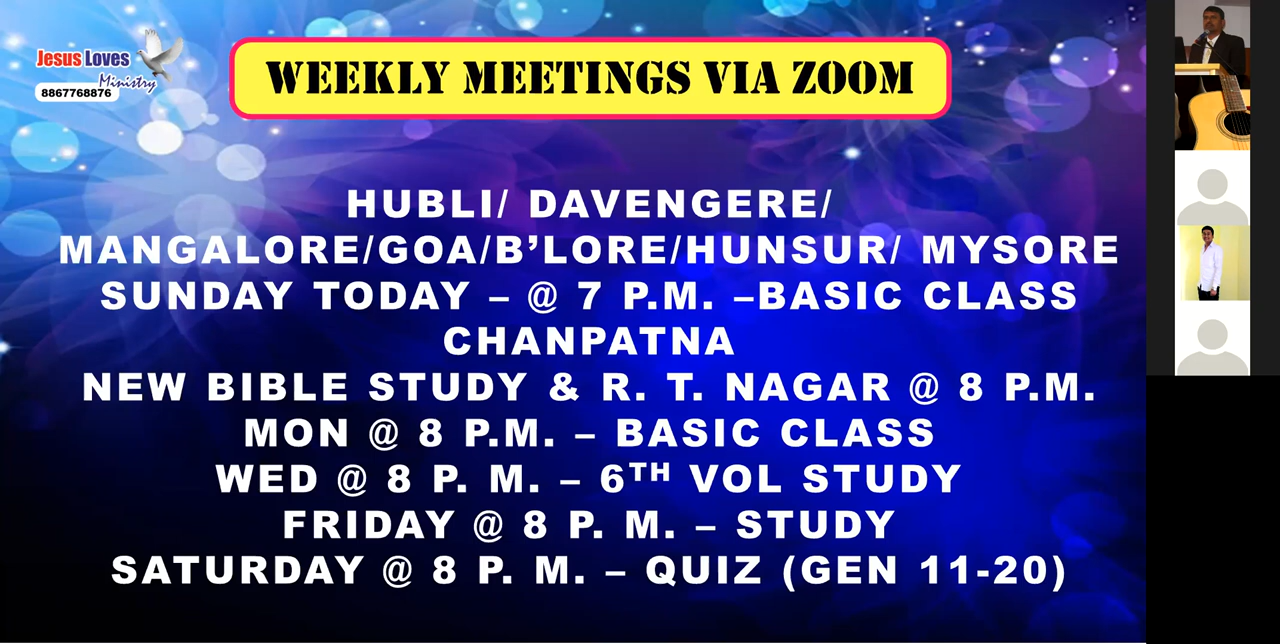 Jesus Loves
Ministry
8867768876
WEEKLY MEETINGS VIA ZOOM
HUBLI/ DAVENGERE/
MANGALORE/GOA/B’LORE/HUNSUR/ MYSORE
SUNDAY TODAY – @ 7 P.M. –BASIC CLASS
CHANPATNA
NEW BIBLE STUDY & R. T. NAGAR @ 8 P.M.
MON @ 8 P.M. – BASIC CLASS
WED @ 8 P. M. – 6TH VOL STUDY
FRIDAY @ 8 P. M. – STUDY
SATURDAY @ 8 P. M. – QUIZ (GEN 11-20)